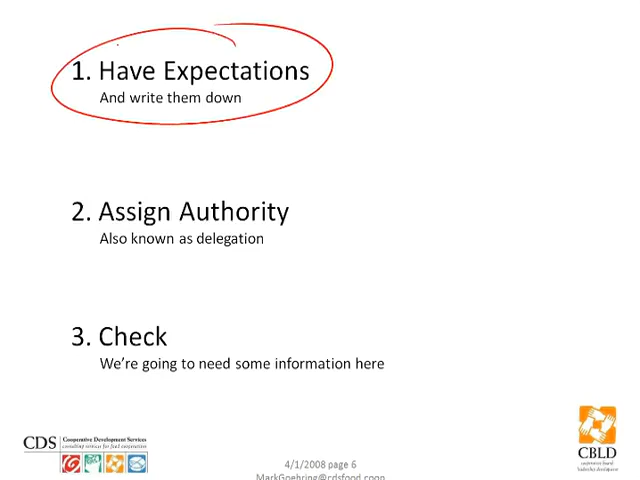 1. Have Expectations
And write them down
2. Assign Authority
Also known as delegation
3. Check
We're going to need some information here
CDS Cooperative Development Services
consulting services for food cooperatives
CBLD
cooperative board
leadership development
4/1/2008 page 6
MarkGoehring@cdsfood.coop